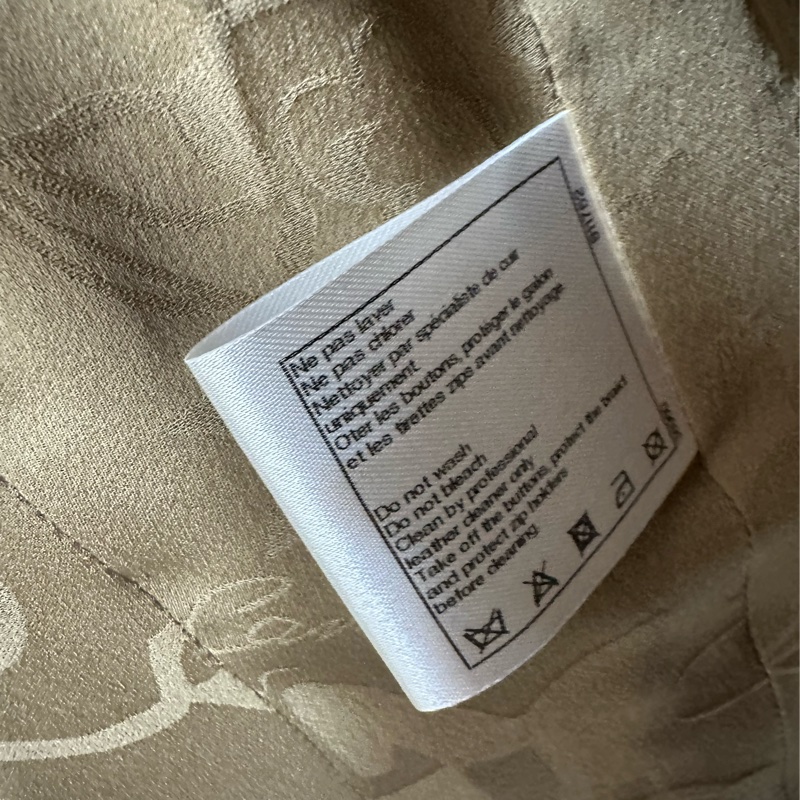 Ne pas laver
Ne pas chlorer
Nettoyer par spécialiste de cuir
uniquement
Oter les boutons, protéger le galon
et les tirettes zips avant nettoyage
Do not wash
Do not bleach
Clean by professional
leather cleaner only
Take off the buttons, protect the braid
and protect zip holders
before cleaning